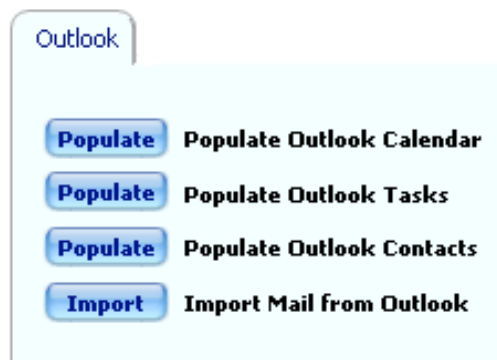 Outlook
Populate Populate Outlook Calendar
Populate Populate Outlook Tasks
Populate Populate Outlook Contacts
Import Import Mail from Outlook